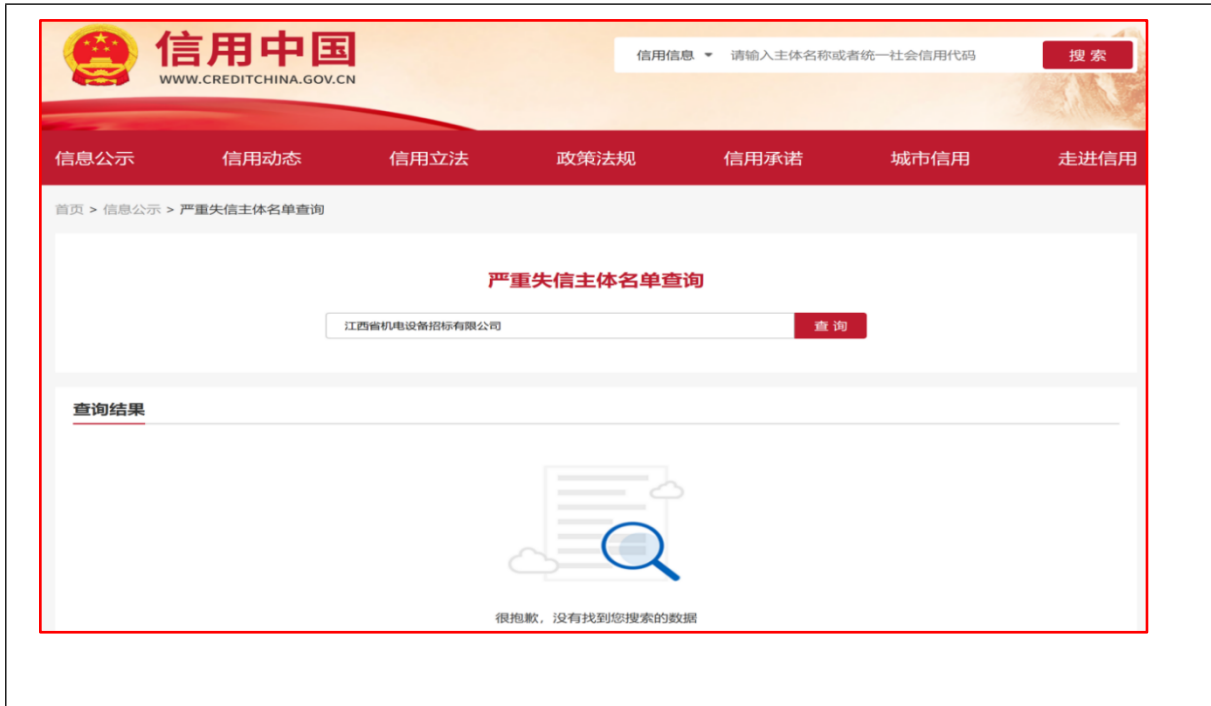 信用中国
WWW.CREDITCHINA.GOV.CN
信用信息 请输入主体名称或者统一社会信用代码 搜索
信息公示 信用动态 信用立法 政策法规 信用承诺 城市信用 走进信用
首页 > 信息公示 > 严重失信主体名单查询
严重失信主体名单查询
江西省机电设备招标有限公司 查询
查询结果
很抱歉，没有找到您搜索的数据